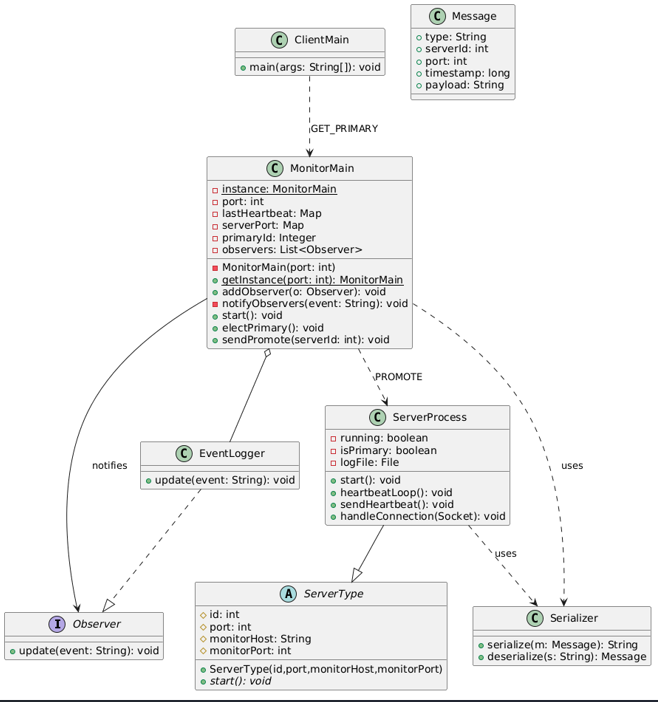 C ClientMain
main(args: String[]): void
C Message
type: String
serverId: int
port: int
timestamp: long
payload: String
GET_PRIMARY
C MonitorMain
instance: MonitorMain
port: int
lastHeartbeat: Map
serverPort: Map
primaryId: Integer
observers: List<Observer>
MonitorMain(port: int)
getInstance(port: int): MonitorMain
addObserver(o: Observer): void
notifyObservers(event: String): void
start(): void
electPrimary(): void
sendPromote(serverId: int): void
PROMOTE
notifies
uses
C EventLogger
update(event: String): void
C ServerProcess
running: boolean
isPrimary: boolean
logFile: File
start(): void
heartbeatLoop(): void
sendHeartbeat(): void
handleConnection(Socket): void
uses
I Observer
update(event: String): void
A ServerType
id: int
port: int
monitorHost: String
monitorPort: int
ServerType(id,port,monitorHost,monitorPort)
start(): void
C Serializer
serialize(m: Message): String
deserialize(s: String): Message